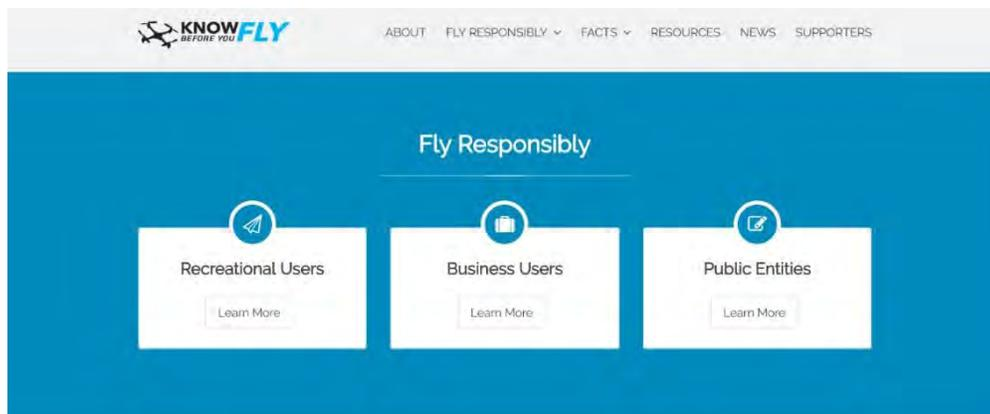 KNOW
BEFORE YOU FLY
ABOUT FLY RESPONSIBLY FACTS RESOURCES NEWS SUPPORTERS
Fly Responsibly
Recreational Users Business Users Public Entities
Learn More Learn More Learn More